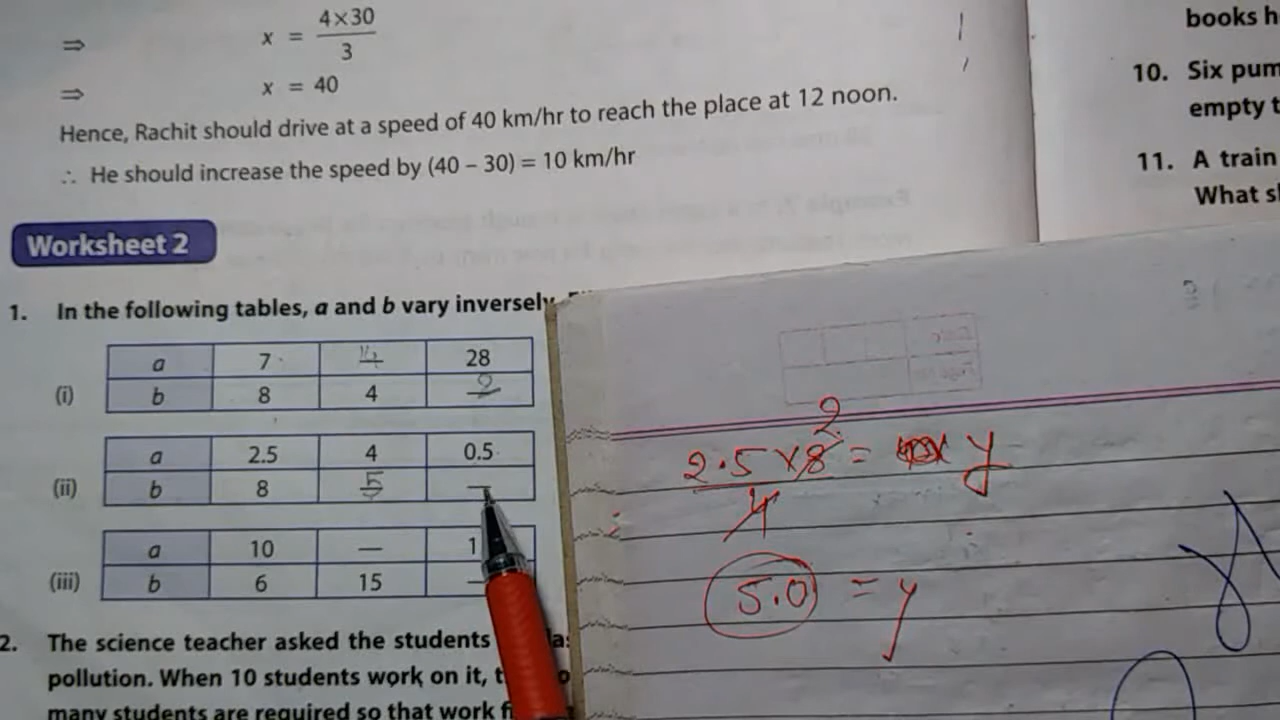 ⇒ x = 4×30/3
⇒ x = 40
Hence, Rachit should drive at a speed of 40 km/hr to reach the place at 12 noon.
∴ He should increase the speed by (40 – 30) = 10 km/hr
Worksheet 2
1. In the following tables, a and b vary inversely.
(i)
a 7 14 28
b 8 4 2
(ii)
a 2.5 4 0.5
b 8 5 —
(iii)
a 10 — 1
b 6 15 —
2. The science teacher asked the students
pollution. When 10 students work on it,
many students are required so that work
books h
10. Six pum
empty t
11. A train
What s
2.5×8 2 = y
4
5.0 = y